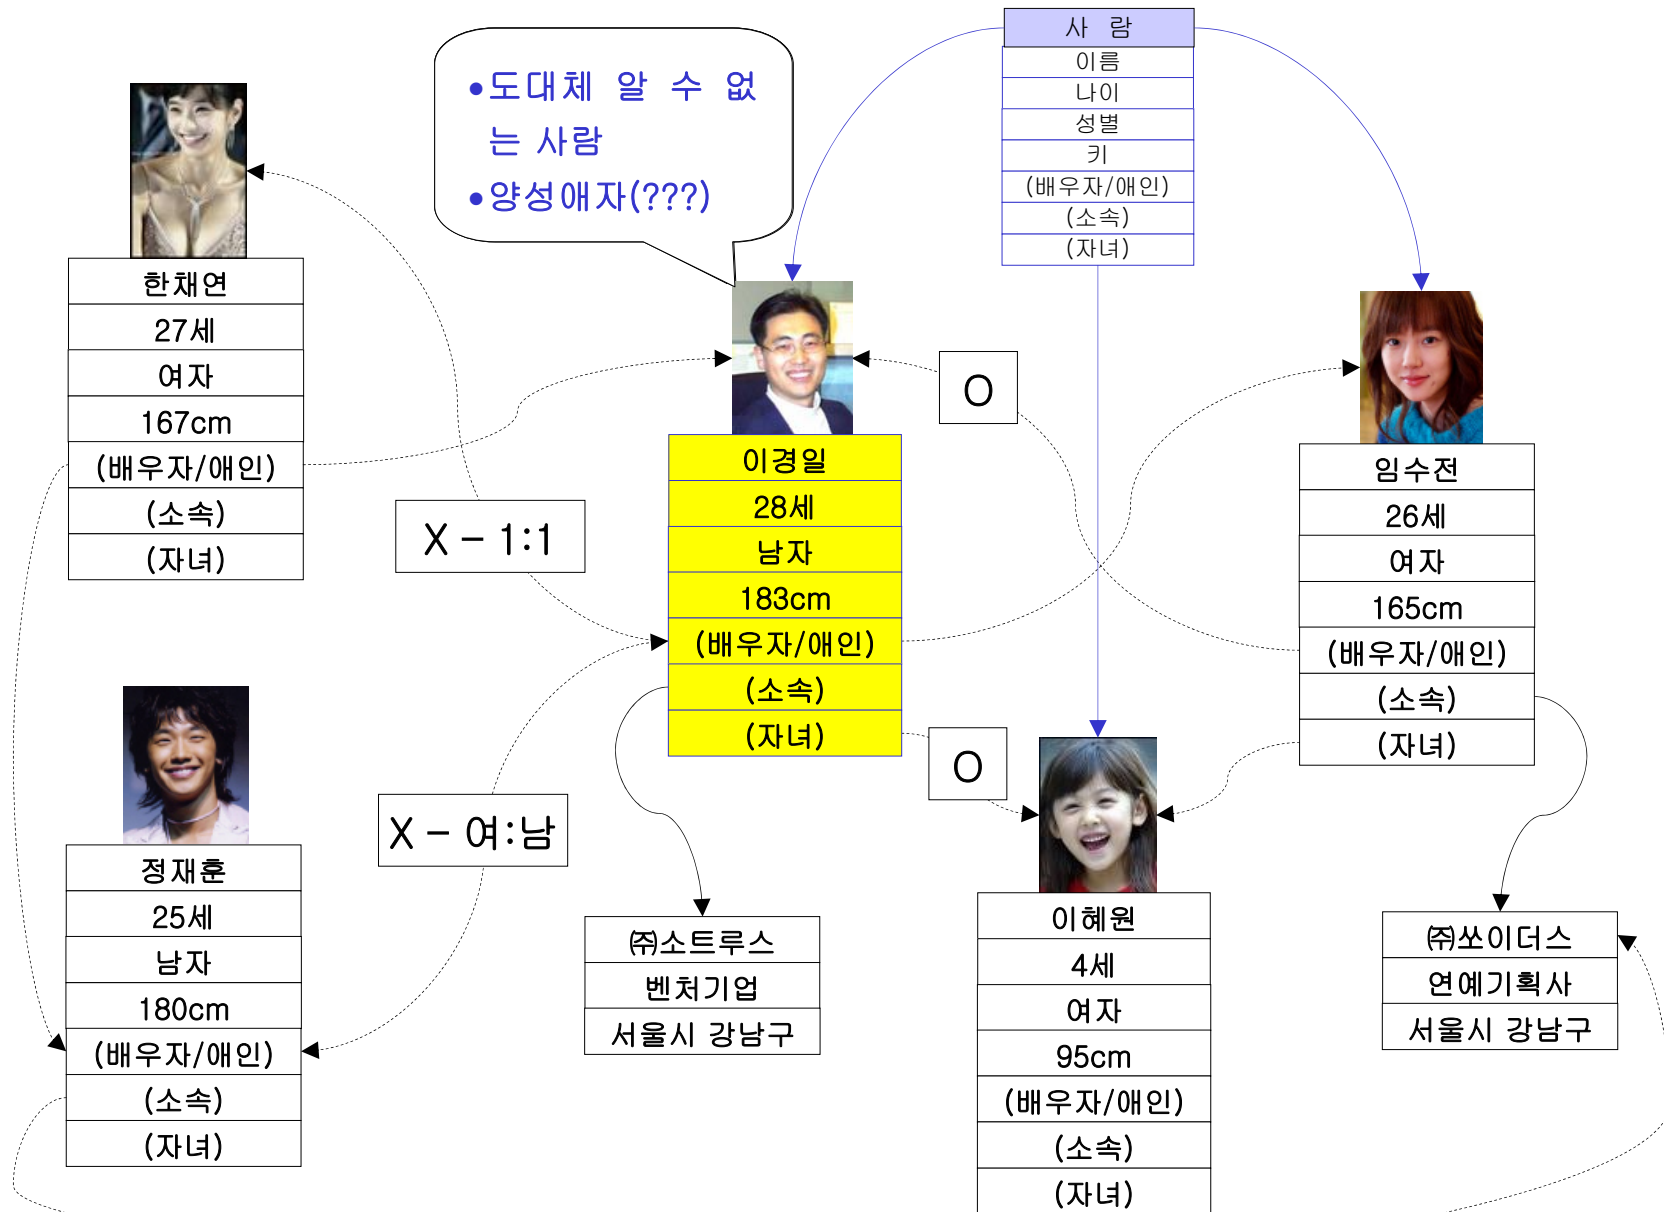 사 람
이름
나이
성별
키
(배우자/애인)
(소속)
(자녀)
•도대체 알 수 없
는 사람
•양성애자(???)
한채연
27세
여자
167cm
(배우자/애인)
(소속)
(자녀)
X – 1:1
이경일
28세
남자
183cm
(배우자/애인)
(소속)
(자녀)
O
임수전
26세
여자
165cm
(배우자/애인)
(소속)
(자녀)
O
X – 여:남
정재훈
25세
남자
180cm
(배우자/애인)
(소속)
(자녀)
㈜소트루스
벤처기업
서울시 강남구
이혜원
4세
여자
95cm
(배우자/애인)
(소속)
(자녀)
㈜쏘이더스
연예기획사
서울시 강남구